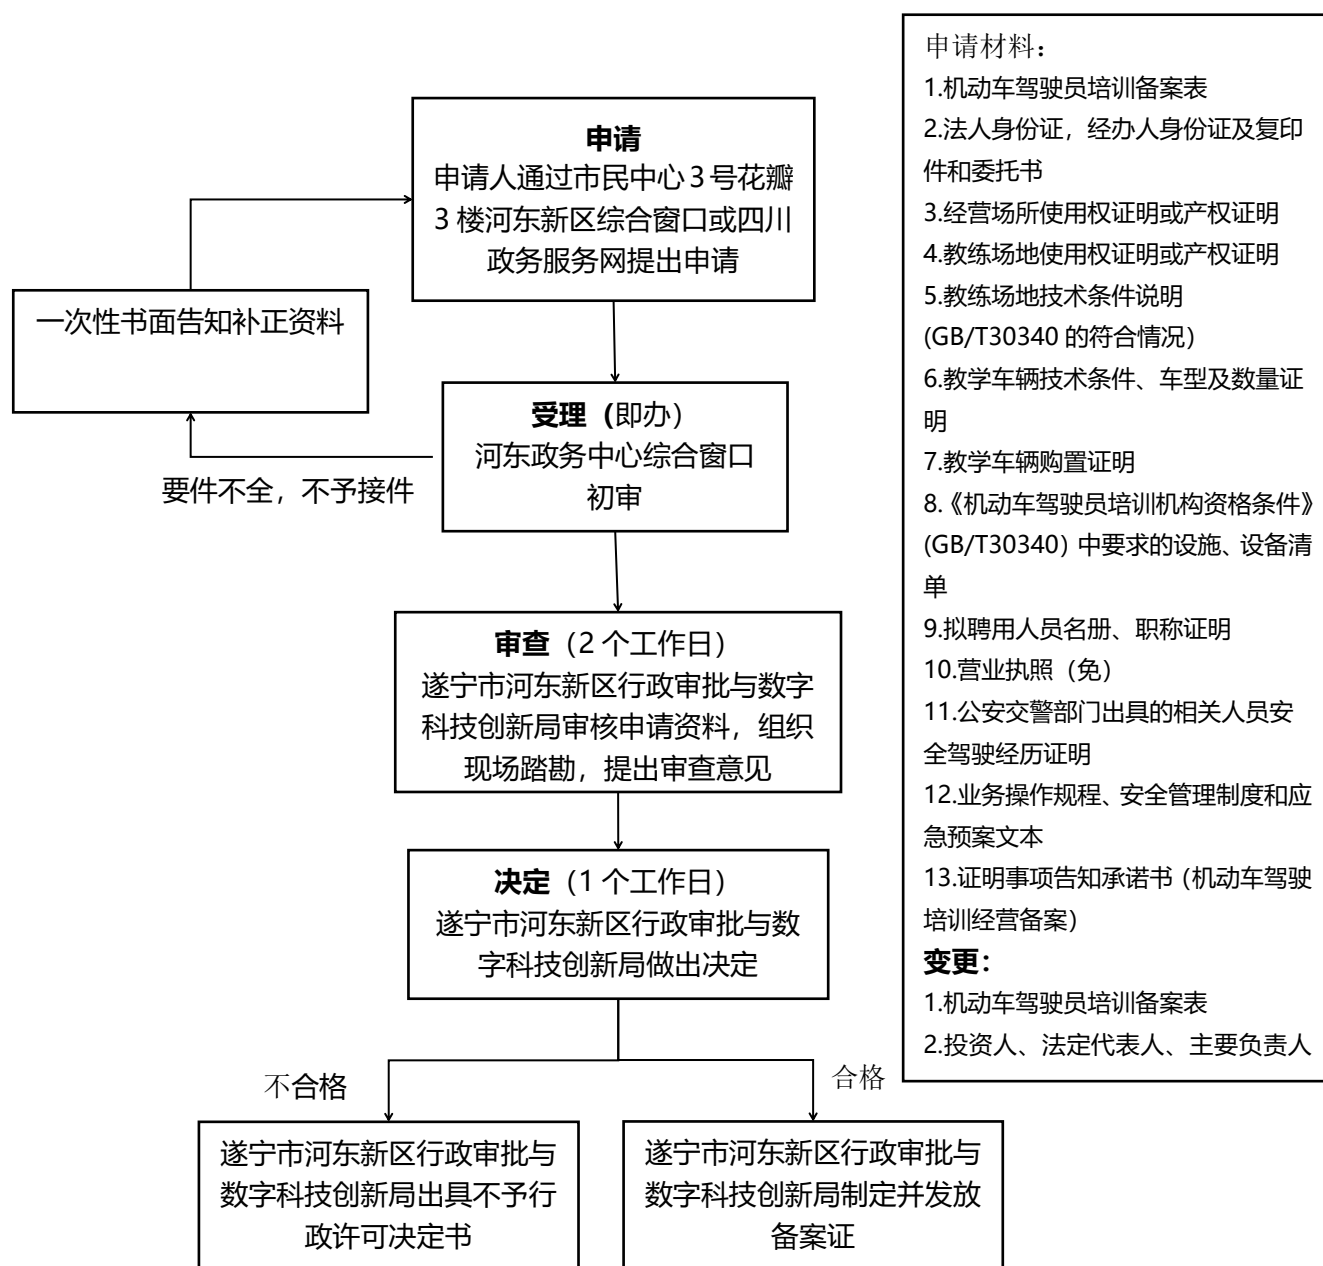 申请
申请人通过市民中心3号花瓣
3楼河东新区综合窗口或四川
政务服务网提出申请
一次性书面告知补正资料
受理（即办）
河东政务中心综合窗口
初审
要件不全，不予接件
审查（2个工作日）
遂宁市河东新区行政审批与数字
科技创新局审核申请资料，组织
现场踏勘，提出审查意见
决定（1个工作日）
遂宁市河东新区行政审批与数
字科技创新局做出决定
不合格
合格
遂宁市河东新区行政审批与
数字科技创新局出具不予行
政许可决定书
遂宁市河东新区行政审批与
数字科技创新局制定并发放
备案证
申请材料：
1.机动车驾驶员培训备案表
2.法人身份证，经办人身份证及复印
件和委托书
3.经营场所使用权证明或产权证明
4.教练场地使用权证明或产权证明
5.教练场地技术条件说明
(GB/T30340 的符合情况）
6.教学车辆技术条件、车型及数量证
明
7.教学车辆购置证明
8.《机动车驾驶员培训机构资格条件》
(GB/T30340）中要求的设施、设备清
单
9.拟聘用人员名册、职称证明
10.营业执照（免）
11.公安交警部门出具的相关人员安
全驾驶经历证明
12.业务操作规程、安全管理制度和应
急预案文本
13.证明事项告知承诺书（机动车驾驶
培训经营备案）
变更：
1.机动车驾驶员培训备案表
2.投资人、法定代表人、主要负责人